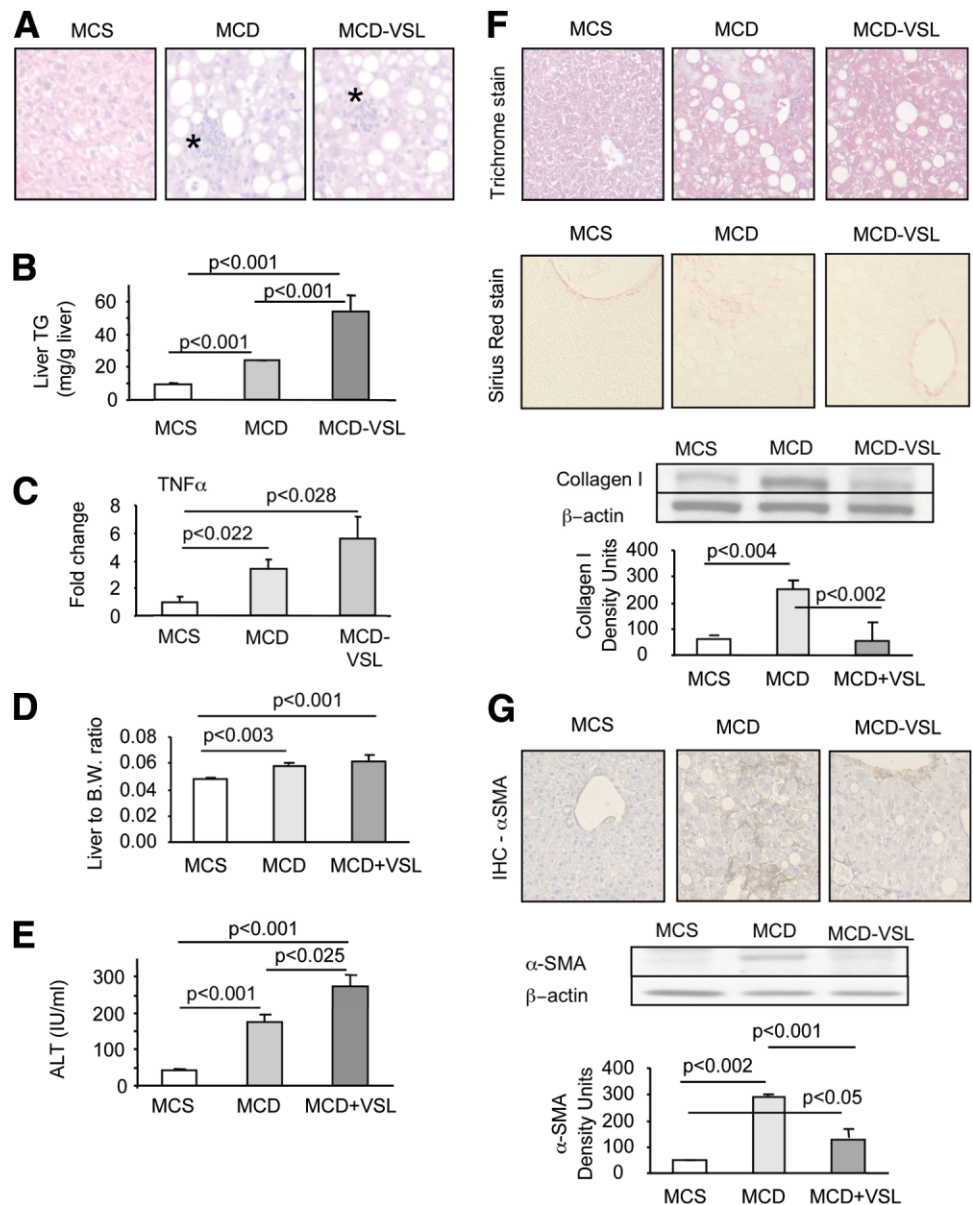 A
MCS MCD MCD-VSL
*
*
B
p<0.001
p<0.001
p<0.001
Liver TG
(mg/g liver)
60
40
20
0
MCS MCD MCD-VSL
C
TNFα
p<0.028
p<0.022
Fold change
8
6
4
2
0
MCS MCD MCD-
VSL
D
p<0.001
p<0.003
Liver to B.W. ratio
0.08
0.06
0.04
0.02
0.00
MCS MCD MCD+VSL
E
p<0.001
p<0.025
p<0.001
ALT (IU/ml)
300
200
100
0
MCS MCD MCD+VSL
F
MCS MCD MCD-VSL
Trichrome stain
MCS MCD MCD-VSL
Sirius Red stain
MCS MCD MCD-VSL
Collagen I
β–actin
p<0.004
p<0.002
Collagen I
Density Units
400
300
200
100
0
MCS MCD MCD+VSL
G
MCS MCD MCD-VSL
IHC - αSMA
MCS MCD MCD-VSL
α-SMA
β–actin
p<0.001
p<0.002
p<0.05
α-SMA
Density Units
400
300
200
100
0
MCS MCD MCD+VSL